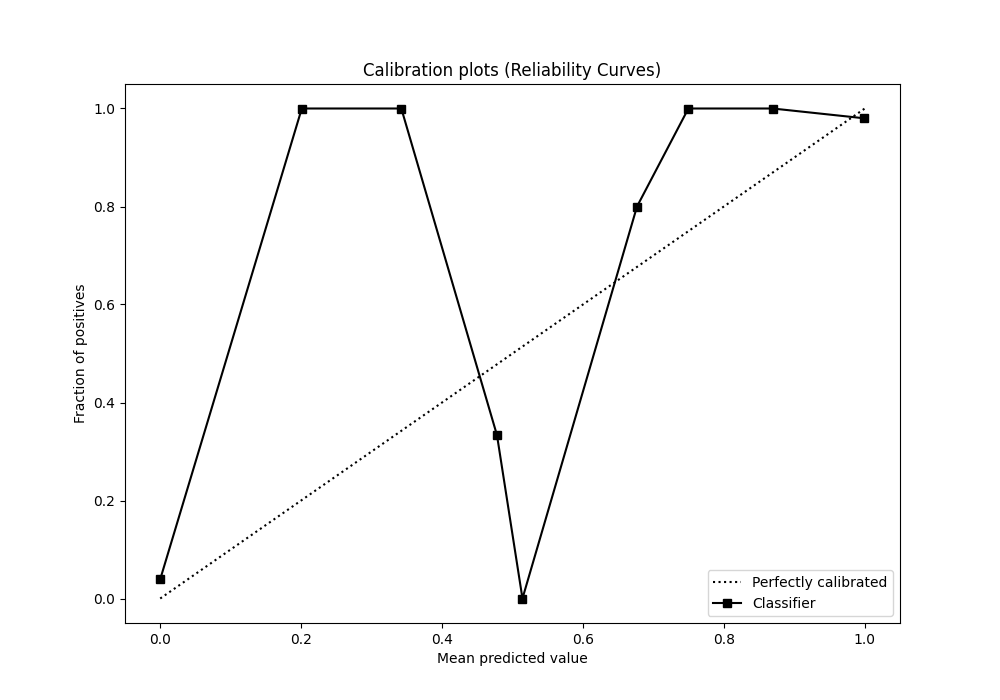 Calibration plots (Reliability Curves)
1.0
0.8
0.6
0.4
0.2
0.0
Fraction of positives
0.0 0.2 0.4 0.6 0.8 1.0
Mean predicted value
Perfectly calibrated
Classifier